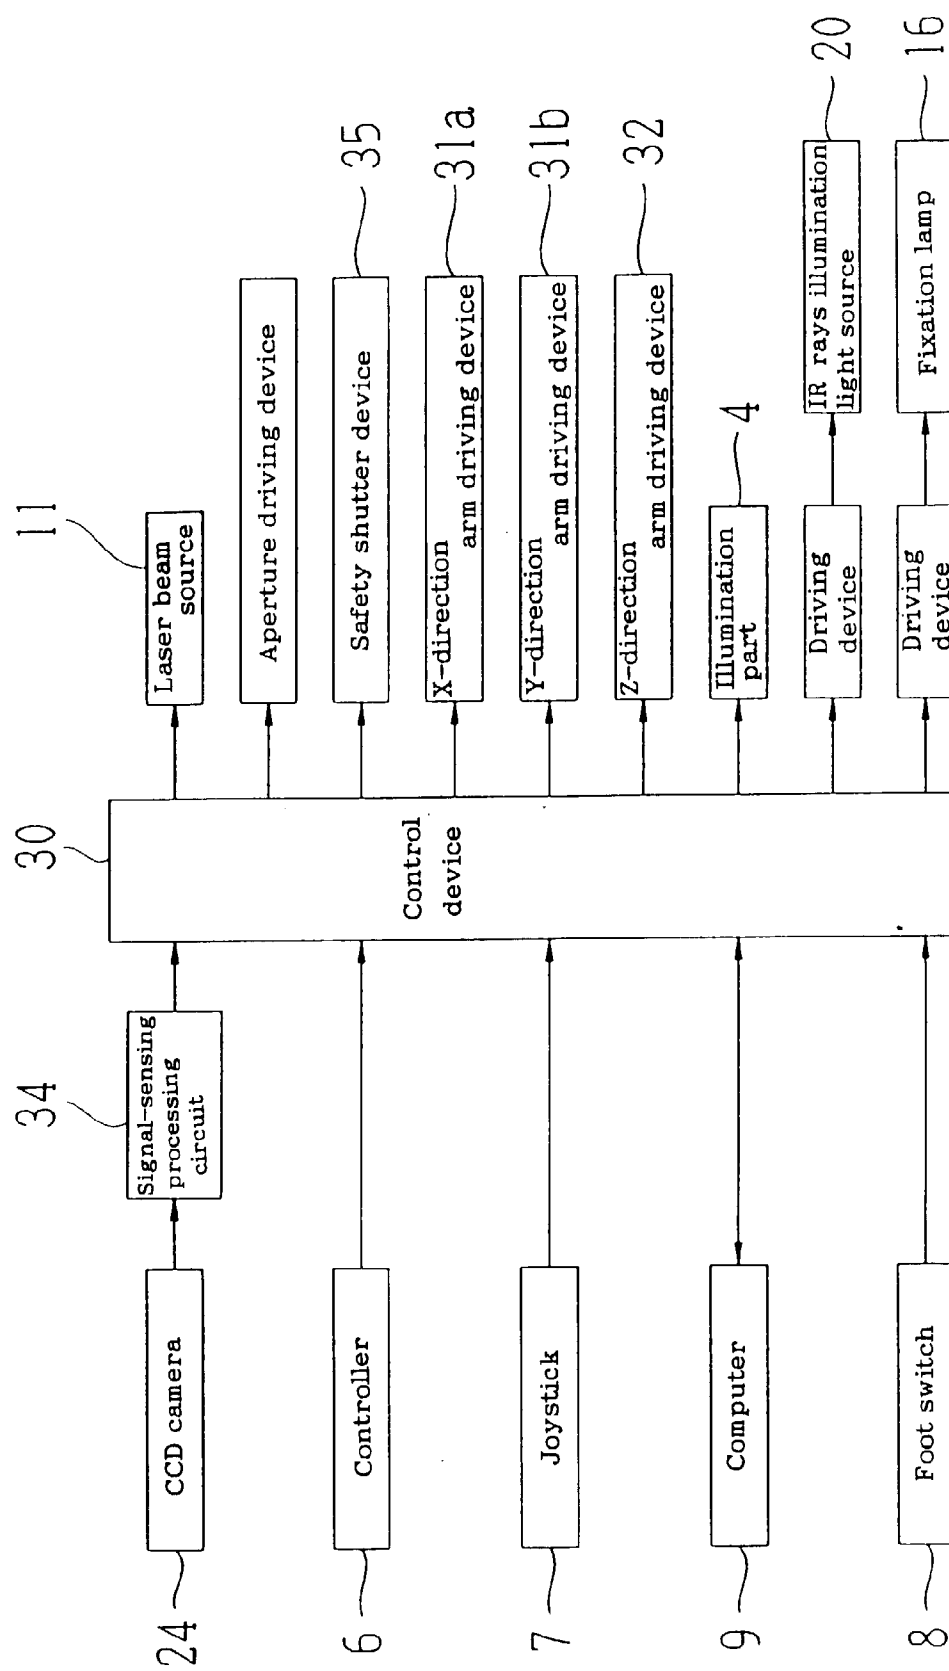 24
CCD camera
34
Signal-sensing
processing
circuit
6
Controller
7
Joystick
9
Computer
8
Foot switch
30
Control
device
11
Laser beam
source
Aperture driving device
35
Safety shutter device
31a
X-direction
arm driving device
31b
Y-direction
arm driving device
32
Z-direction
arm driving device
4
Illumination
part
Driving
device
20
IR rays illumination
light source
Driving
device
16
Fixation lamp